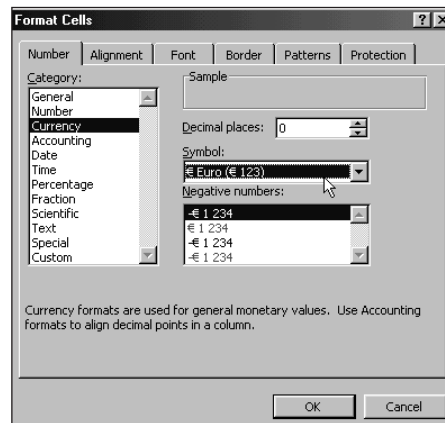 Format Cells
Number Alignment Font Border Patterns Protection
Category:
General
Number
Currency
Accounting
Date
Time
Percentage
Fraction
Scientific
Text
Special
Custom
Sample
Decimal places: 0
Symbol:
€ Euro (€ 123)
Negative numbers:
-€ 1 234
€ 1 234
-€ 1 234
-€ 1 234
Currency formats are used for general monetary values. Use Accounting
formats to align decimal points in a column.
OK Cancel